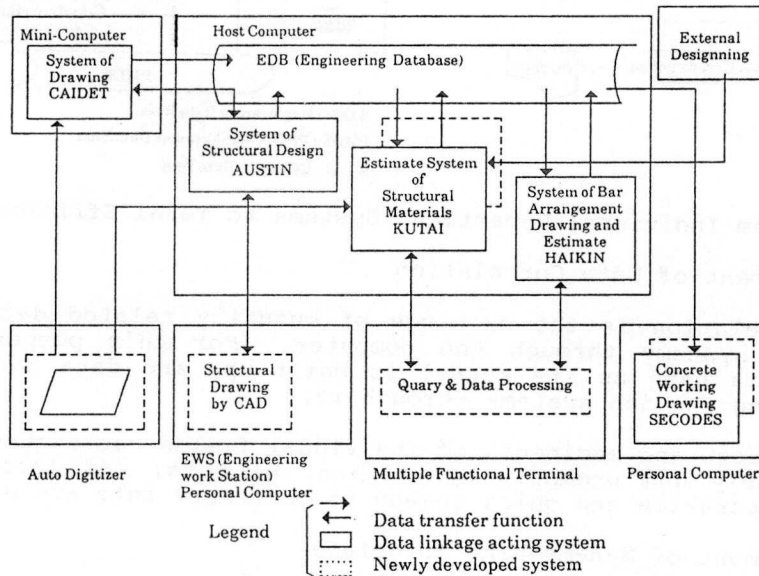 Mini-Computer
System of
Drawing
CAIDET
Host Computer
EDB (Engineering Database)
External
Designning
System of
Structural Design
AUSTIN
Estimate System
of
Structural
Materials
KUTAI
System of Bar
Arrangement
Drawing and
Estimate
HAIKIN
Structural
Drawing
by CAD
Quary & Data Processing
Concrete
Working
Drawing
SECODES
Auto Digitizer
EWS (Engineering
work Station)
Personal Computer
Multiple Functional Terminal
Personal Computer
Legend
Data transfer function
Data linkage acting system
Newly developed system